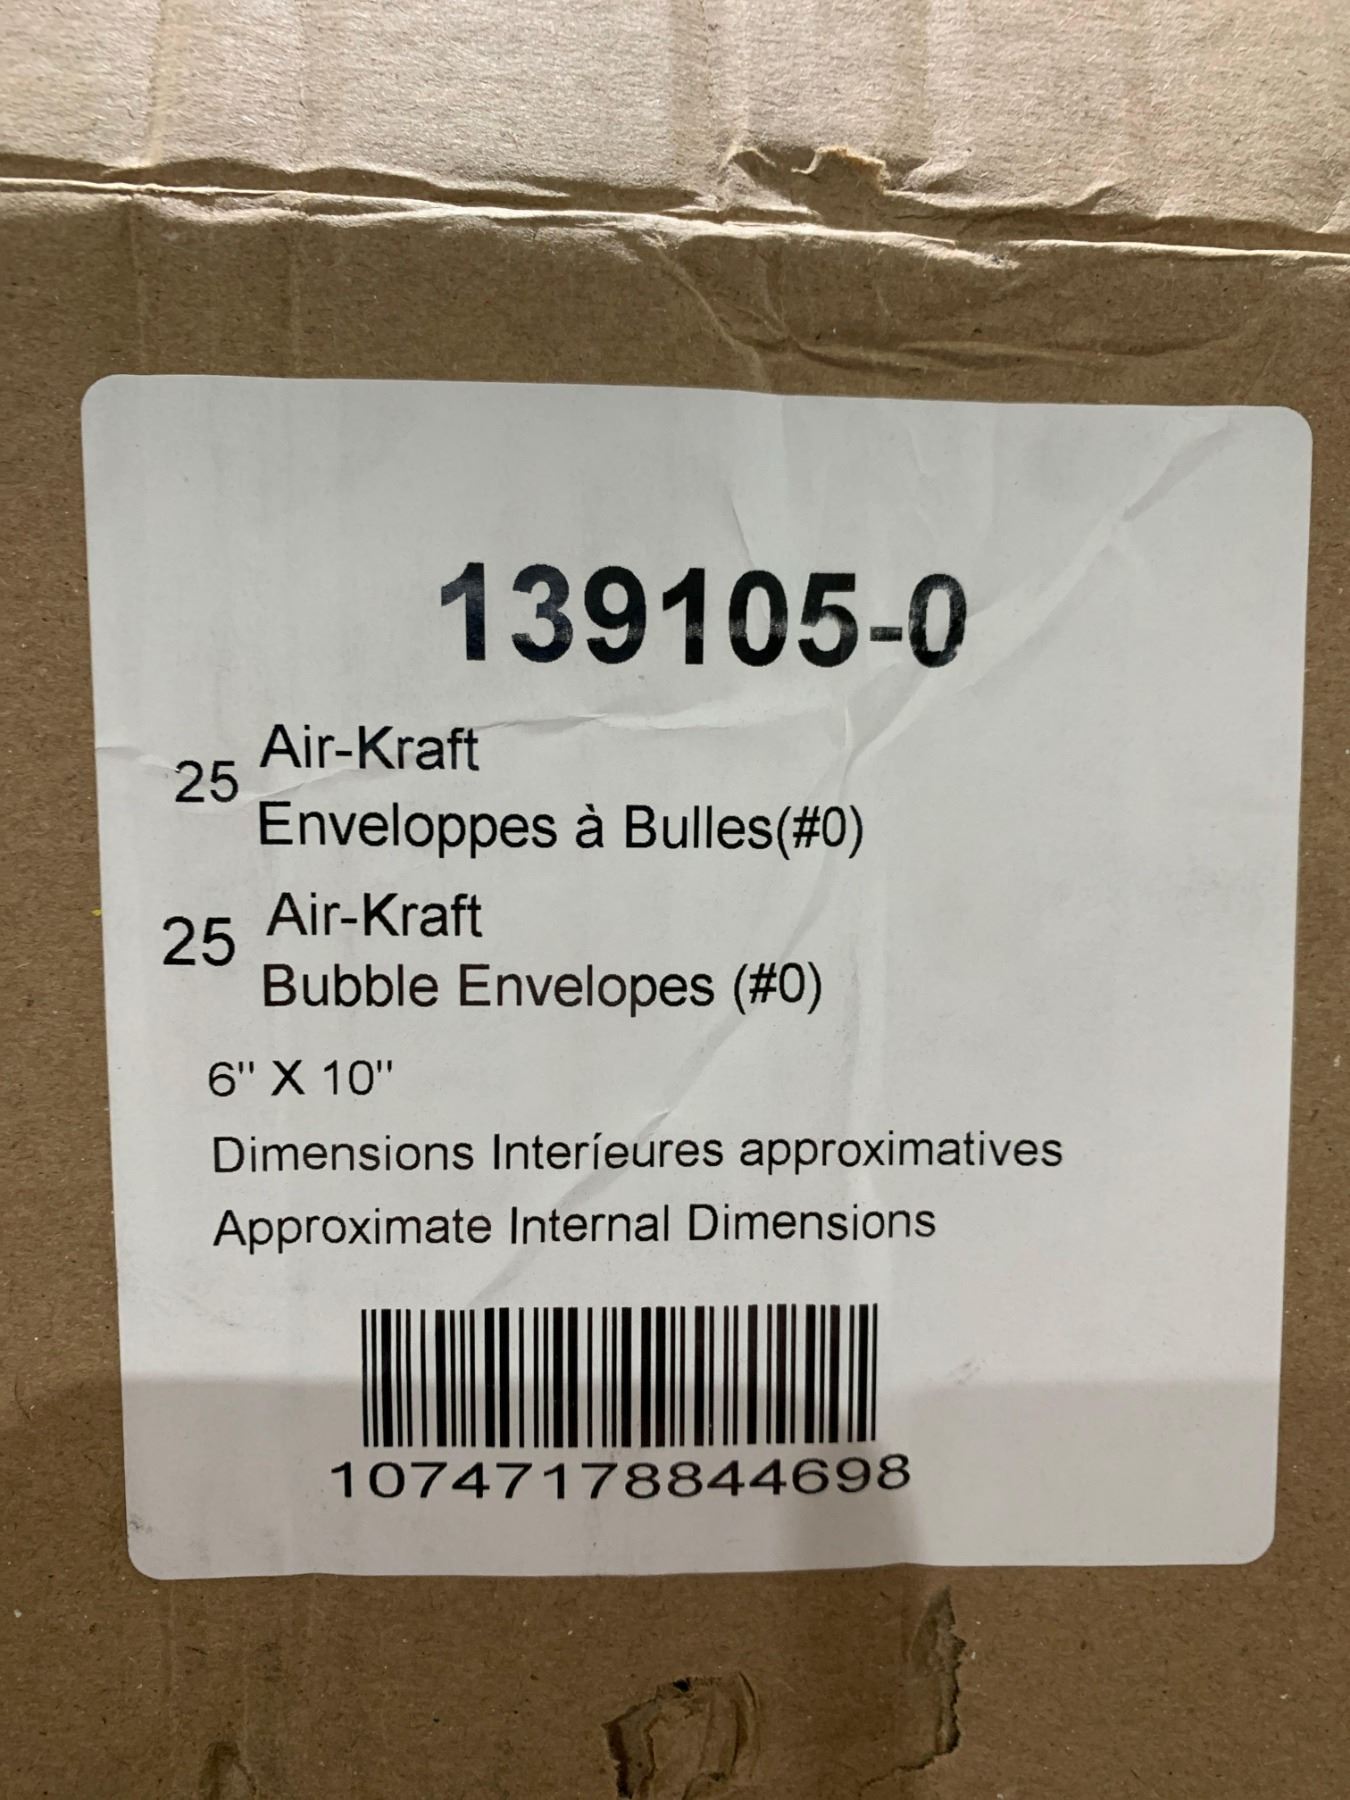 139105-0
25 Air-Kraft
Enveloppes à Bulles(#0)
25 Air-Kraft
Bubble Envelopes (#0)
6" X 10"
Dimensions Interíeures approximatives
Approximate Internal Dimensions
10747178844698